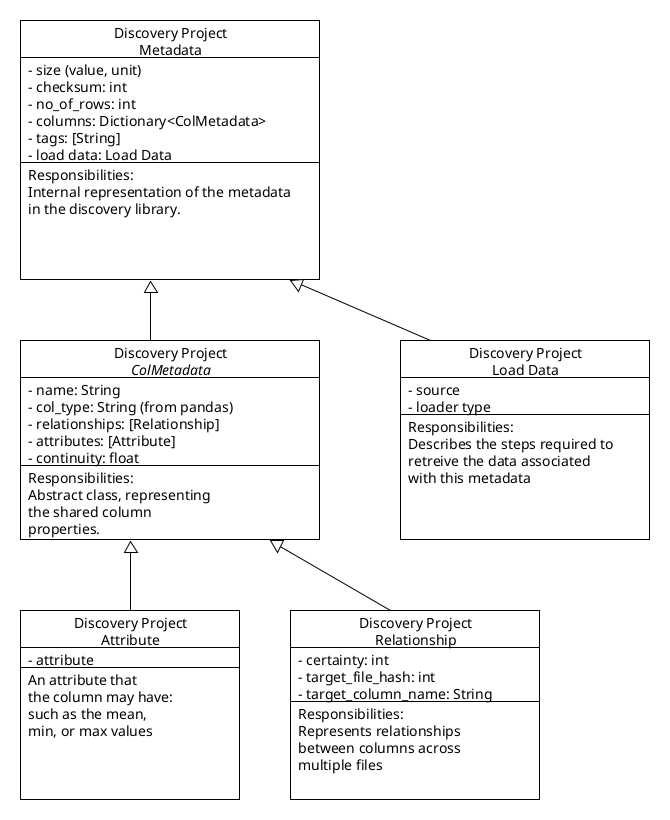 Discovery Project
Metadata
- size (value, unit)
- checksum: int
- no_of_rows: int
- columns: Dictionary<ColMetadata>
- tags: [String]
- load data: Load Data
Responsibilities:
Internal representation of the metadata
in the discovery library.
Discovery Project
ColMetadata
- name: String
- col_type: String (from pandas)
- relationships: [Relationship]
- attributes: [Attribute]
- continuity: float
Responsibilities:
Abstract class, representing
the shared column
properties.
Discovery Project
Load Data
- source
- loader type
Responsibilities:
Describes the steps required to
retreive the data associated
with this metadata
Discovery Project
Attribute
- attribute
An attribute that
the column may have:
such as the mean,
min, or max values
Discovery Project
Relationship
- certainty: int
- target_file_hash: int
- target_column_name: String
Responsibilities:
Represents relationships
between columns across
multiple files